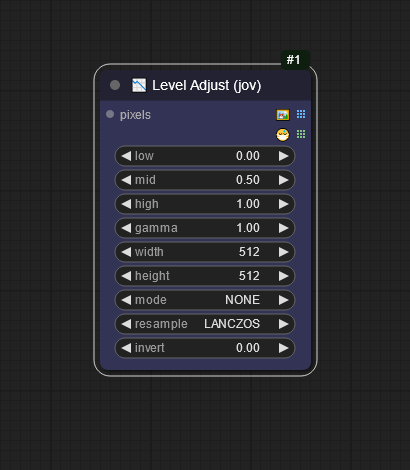 #1
Level Adjust (jov)
pixels
low 0.00
mid 0.50
high 1.00
gamma 1.00
width 512
height 512
mode NONE
resample LANCZOS
invert 0.00